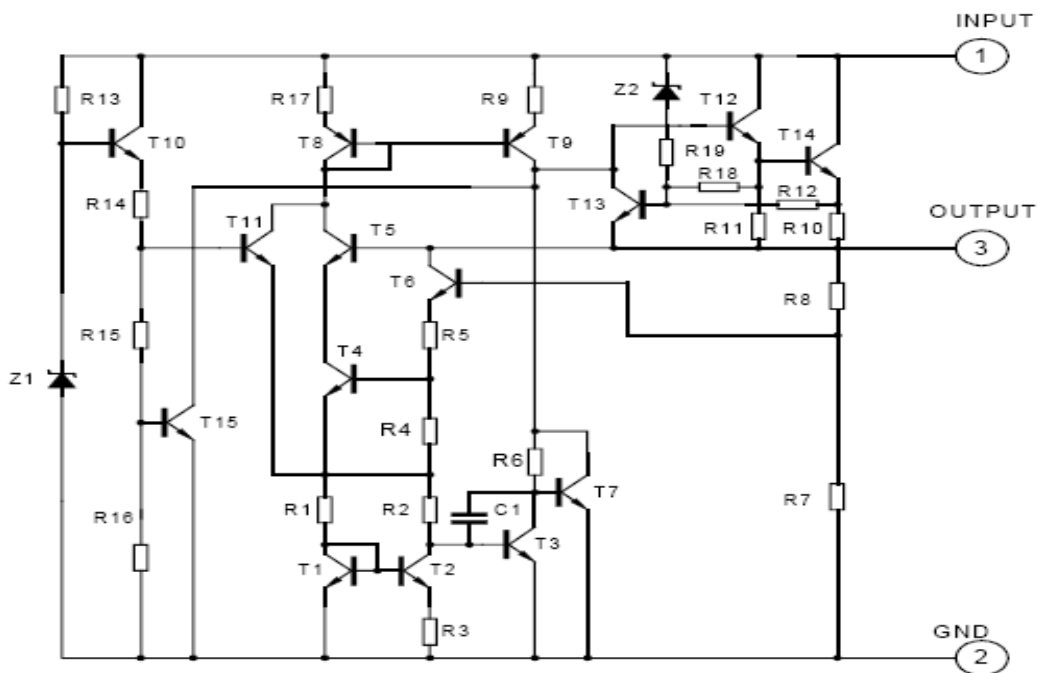 INPUT
1
R13
T10
R17
T8
R9
T9
Z2
T12
T14
R19
R18
R12
R14
T11
T5
T13
R11
R10
OUTPUT
3
T6
R8
R15
R5
T4
Z1
T15
R4
R6
R16
R1
R2
C1
T7
R7
T3
T1
T2
R3
GND
2